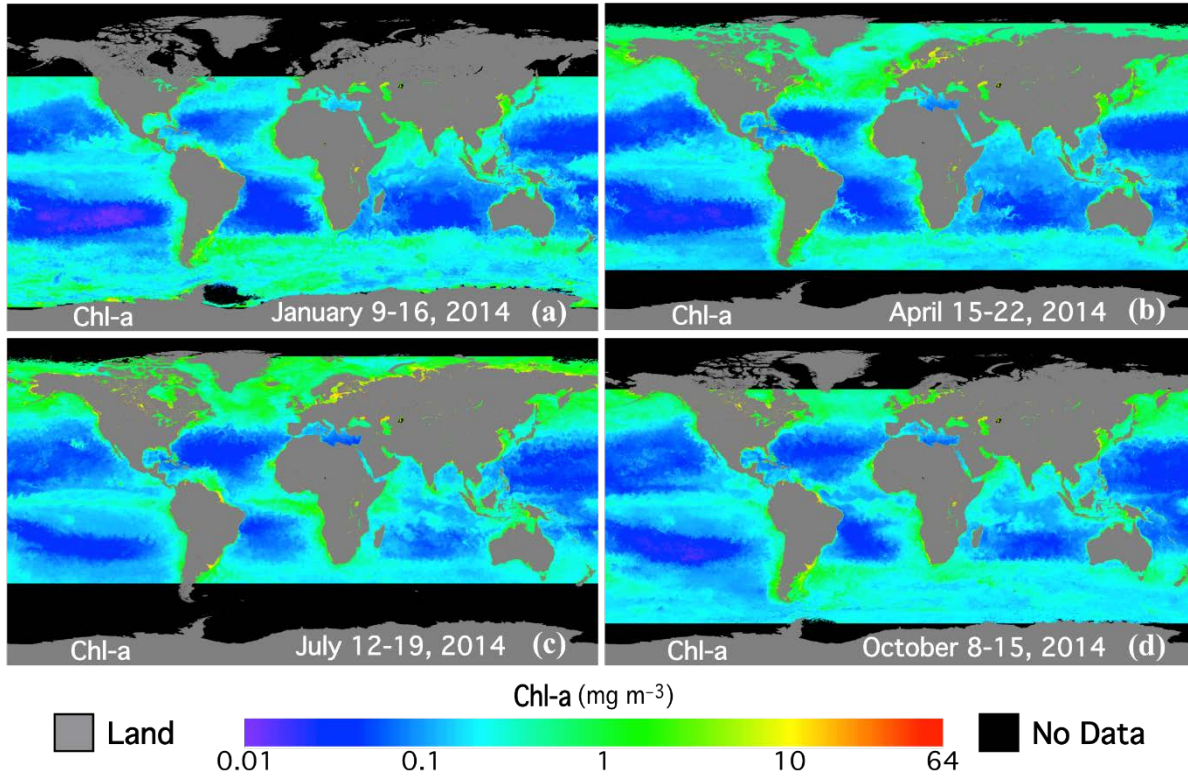 Chl-a January 9-16, 2014 (a)
Chl-a April 15-22, 2014 (b)
Chl-a July 12-19, 2014 (c)
Chl-a October 8-15, 2014 (d)
Chl-a (mg m⁻³)
Land
0.01 0.1 1 10 64
No Data